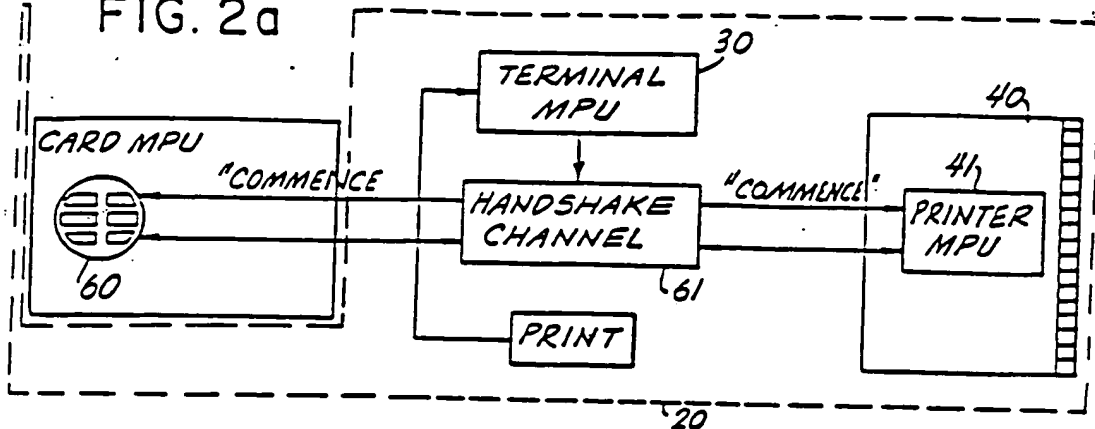 FIG. 2a
30
TERMINAL
MPU
40
CARD MPU
"COMMENCE
HANDSHAKE
CHANNEL
"COMMENCE"
41
PRINTER
MPU
60
61
PRINT
20